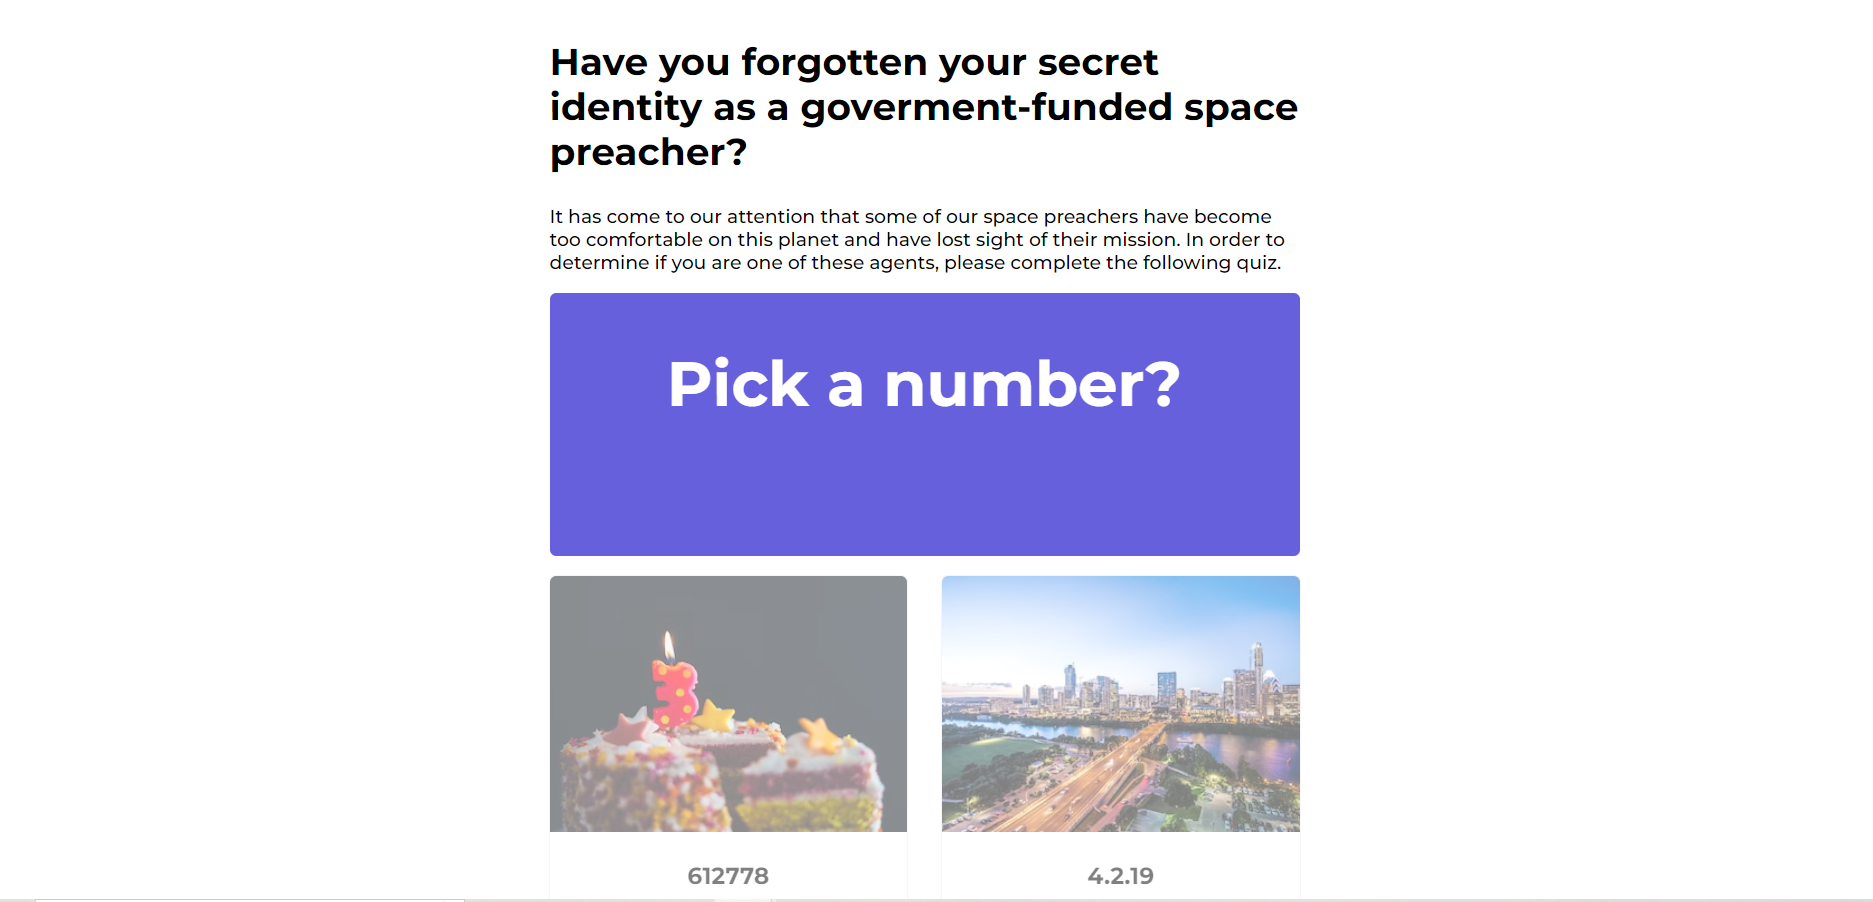 Have you forgotten your secret
identity as a goverment-funded space
preacher?
It has come to our attention that some of our space preachers have become
too comfortable on this planet and have lost sight of their mission. In order to
determine if you are one of these agents, please complete the following quiz.
Pick a number?
3
612778
4.2.19